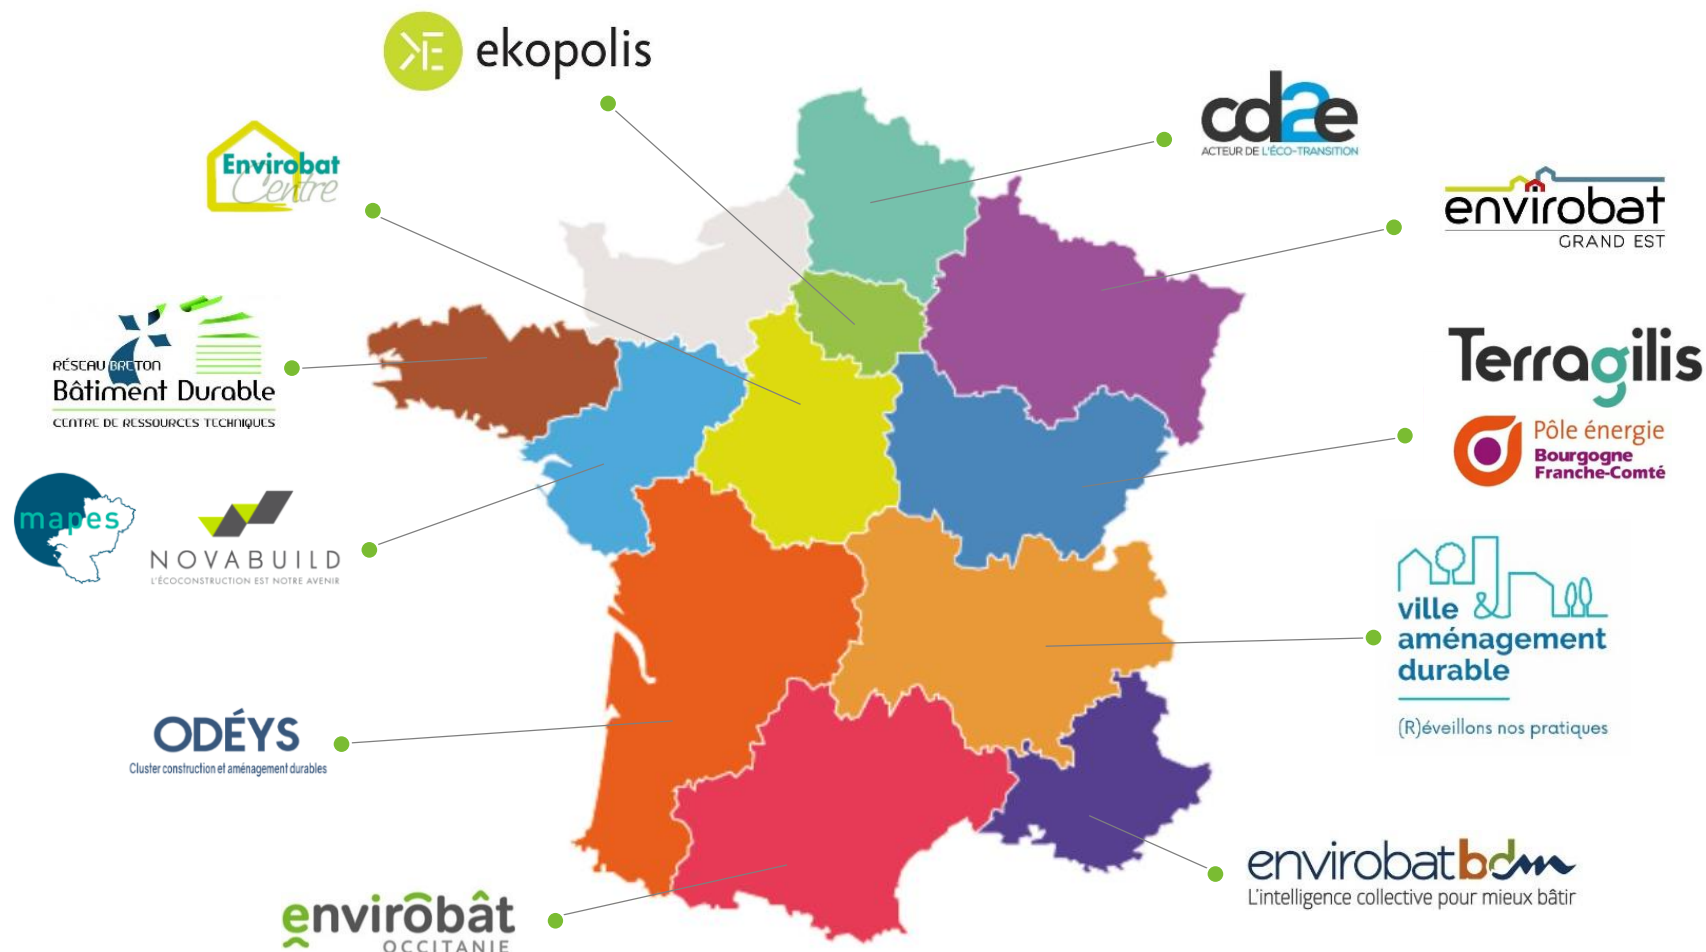 ekopolis
cd2e
ACTEUR DE L'ÉCO-TRANSITION
Envirobat
Centre
envirobat
GRAND EST
RÉSEAU BRETON
Bâtiment Durable
CENTRE DE RESSOURCES TECHNIQUES
Terragilis
Pôle énergie
Bourgogne
Franche-Comté
mapes
NOVABUILD
L'ÉCOCONSTRUCTION EST NOTRE AVENIR
ville &
aménagement
durable
(R)éveillons nos pratiques
ODÉYS
Cluster construction et aménagement durables
envirobatbdm
L'intelligence collective pour mieux bâtir
envirobât
OCCITANIE